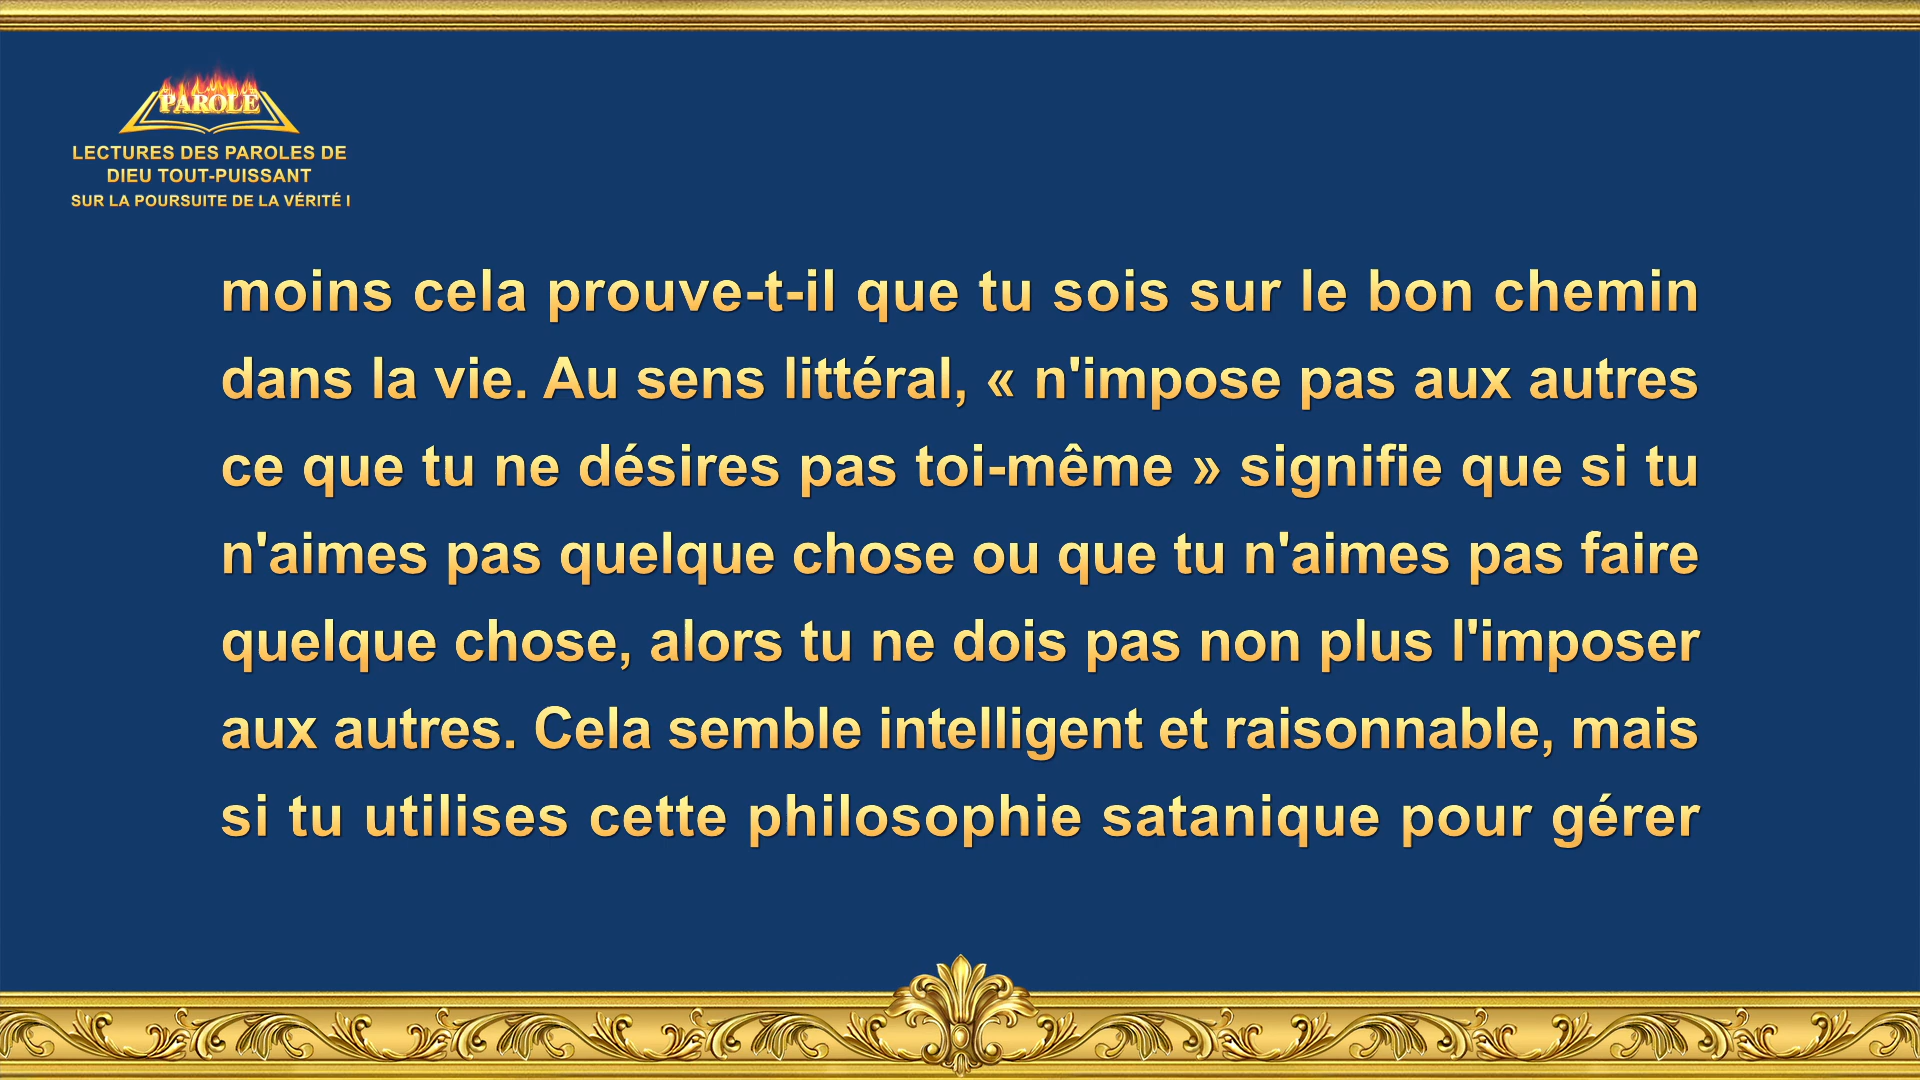 PAROLE
LECTURES DES PAROLES DE
DIEU TOUT-PUISSANT
SUR LA POURSUITE DE LA VÉRITÉ I
moins cela prouve-t-il que tu sois sur le bon chemin
dans la vie. Au sens littéral, « n'impose pas aux autres
ce que tu ne désires pas toi-même » signifie que si tu
n'aimes pas quelque chose ou que tu n'aimes pas faire
quelque chose, alors tu ne dois pas non plus l'imposer
aux autres. Cela semble intelligent et raisonnable, mais
si tu utilises cette philosophie satanique pour gérer